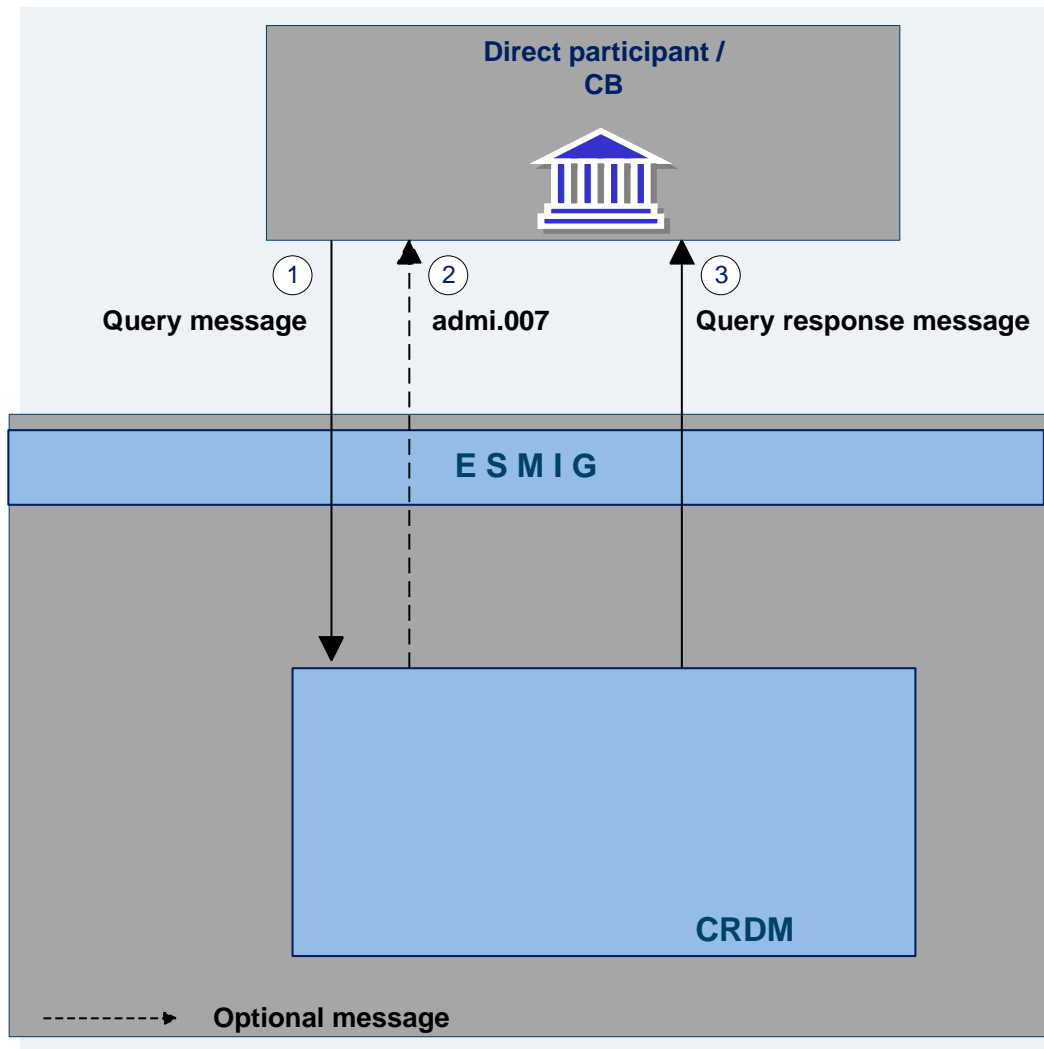 Direct participant /
CB
1
2
3
Query message
admi.007
Query response message
E S M I G
CRDM
Optional message